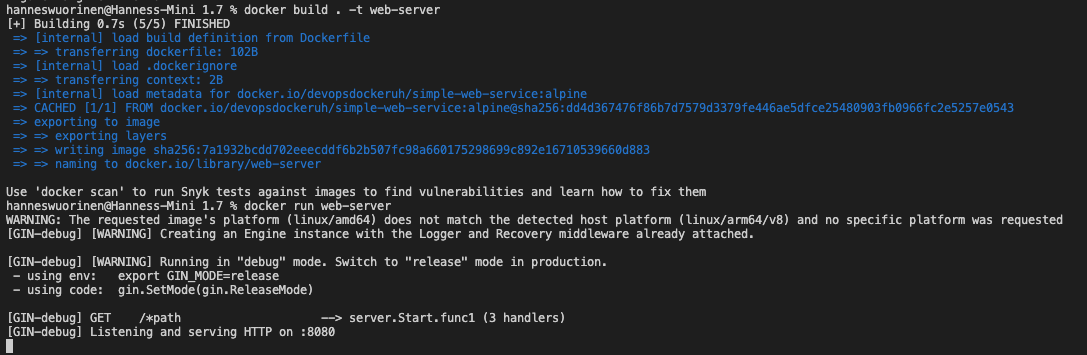 hanneswuorinen@Hanness-Mini 1.7 % docker build . -t web-server
[+] Building 0.7s (5/5) FINISHED
=> [internal] load build definition from Dockerfile
=> => transferring dockerfile: 102B
=> [internal] load .dockerignore
=> => transferring context: 2B
=> [internal] load metadata for docker.io/devopsdockeruh/simple-web-service:alpine
=> CACHED [1/1] FROM docker.io/devopsdockeruh/simple-web-service:alpine@sha256:dd4d367476f86b7d7579d3379fe446ae5dfce25480903fb0966fc2e5257e0543
=> exporting to image
=> => exporting layers
=> => writing image sha256:7a1932bcdd702eeecddf6b2b507fc98a660175298699c892e16710539660d883
=> => naming to docker.io/library/web-server

Use 'docker scan' to run Snyk tests against images to find vulnerabilities and learn how to fix them
hanneswuorinen@Hanness-Mini 1.7 % docker run web-server
WARNING: The requested image's platform (linux/amd64) does not match the detected host platform (linux/arm64/v8) and no specific platform was requested
[GIN-debug] [WARNING] Creating an Engine instance with the Logger and Recovery middleware already attached.

[GIN-debug] [WARNING] Running in "debug" mode. Switch to "release" mode in production.
- using env:   export GIN_MODE=release
- using code:  gin.SetMode(gin.ReleaseMode)

[GIN-debug] GET    /*path                    --> server.Start.func1 (3 handlers)
[GIN-debug] Listening and serving HTTP on :8080